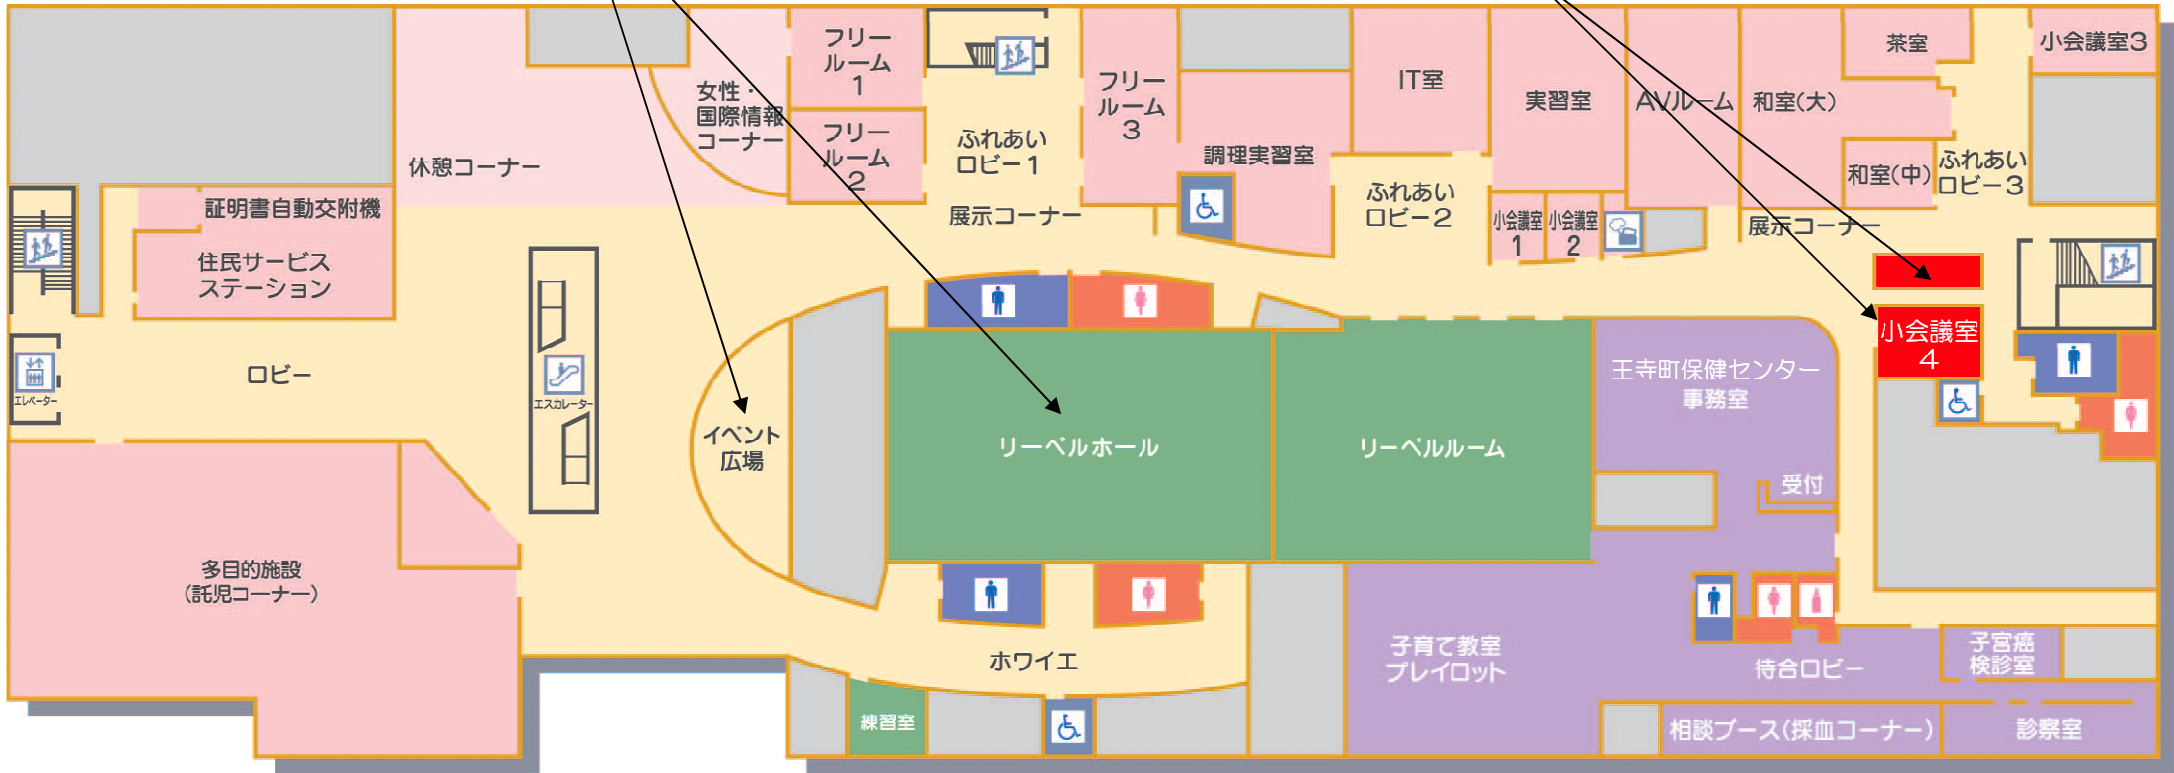 フリー
ルーム
1
女性・
国際情報
コーナー
フリー
ルーム
2
休憩コーナー
ふれあい
ロビー1
フリー
ルーム
3
調理実習室
IT室
実習室
AVルーム
和室(大)
茶室
小会議室3
和室(中)
ふれあい
ロビー3
証明書自動交附機
住民サービス
ステーション
展示コーナー
ふれあい
ロビー2
小会議室
1
小会議室
2
展示コーナー
小会議室
4
エレベーター
ロビー
エスカレーター
イベント
広場
リーベルホール
リーベルルーム
王寺町保健センター
事務室
受付
多目的施設
(託児コーナー)
ホワイエ
練習室
子育て教室
プレイロット
待合ロビー
子宮癌
検診室
相談ブース(採血コーナー)
診察室